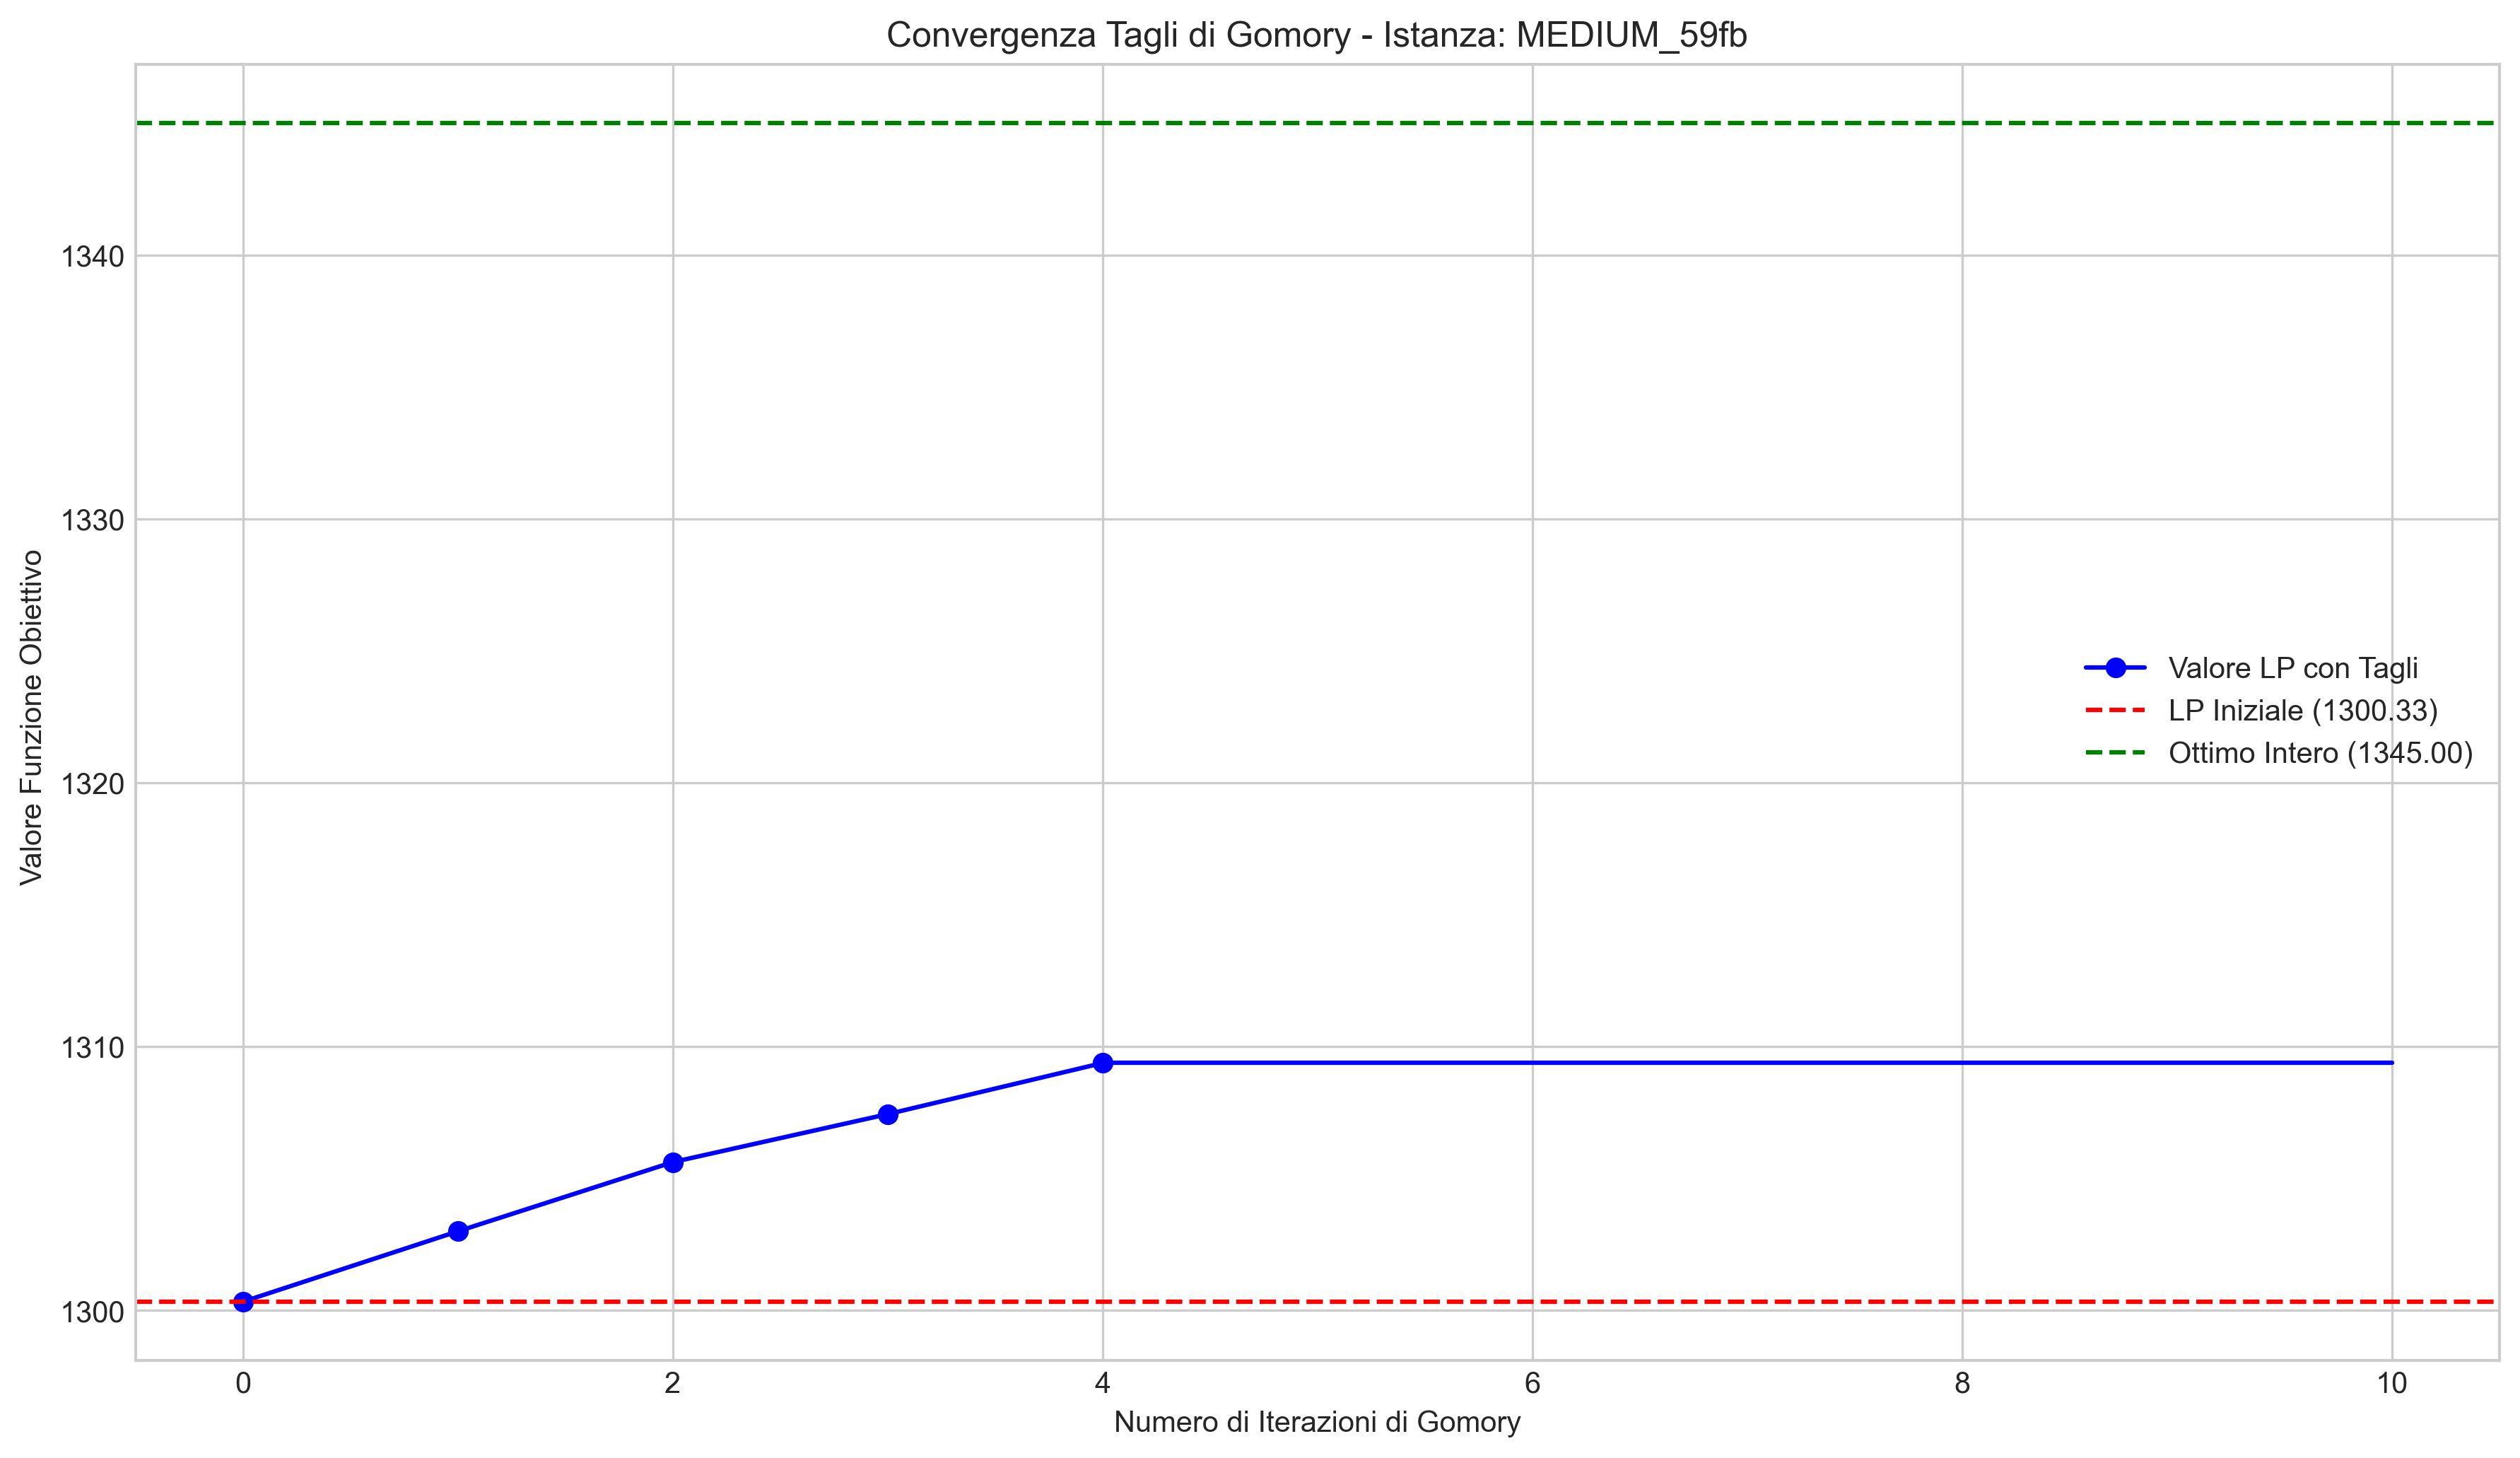 Convergenza Tagli di Gomory - Istanza: MEDIUM_59fb
Valore Funzione Obiettivo
1340
1330
1320
1310
1300
Valore LP con Tagli
LP Iniziale (1300.33)
Ottimo Intero (1345.00)
0 2 4 6 8 10
Numero di Iterazioni di Gomory